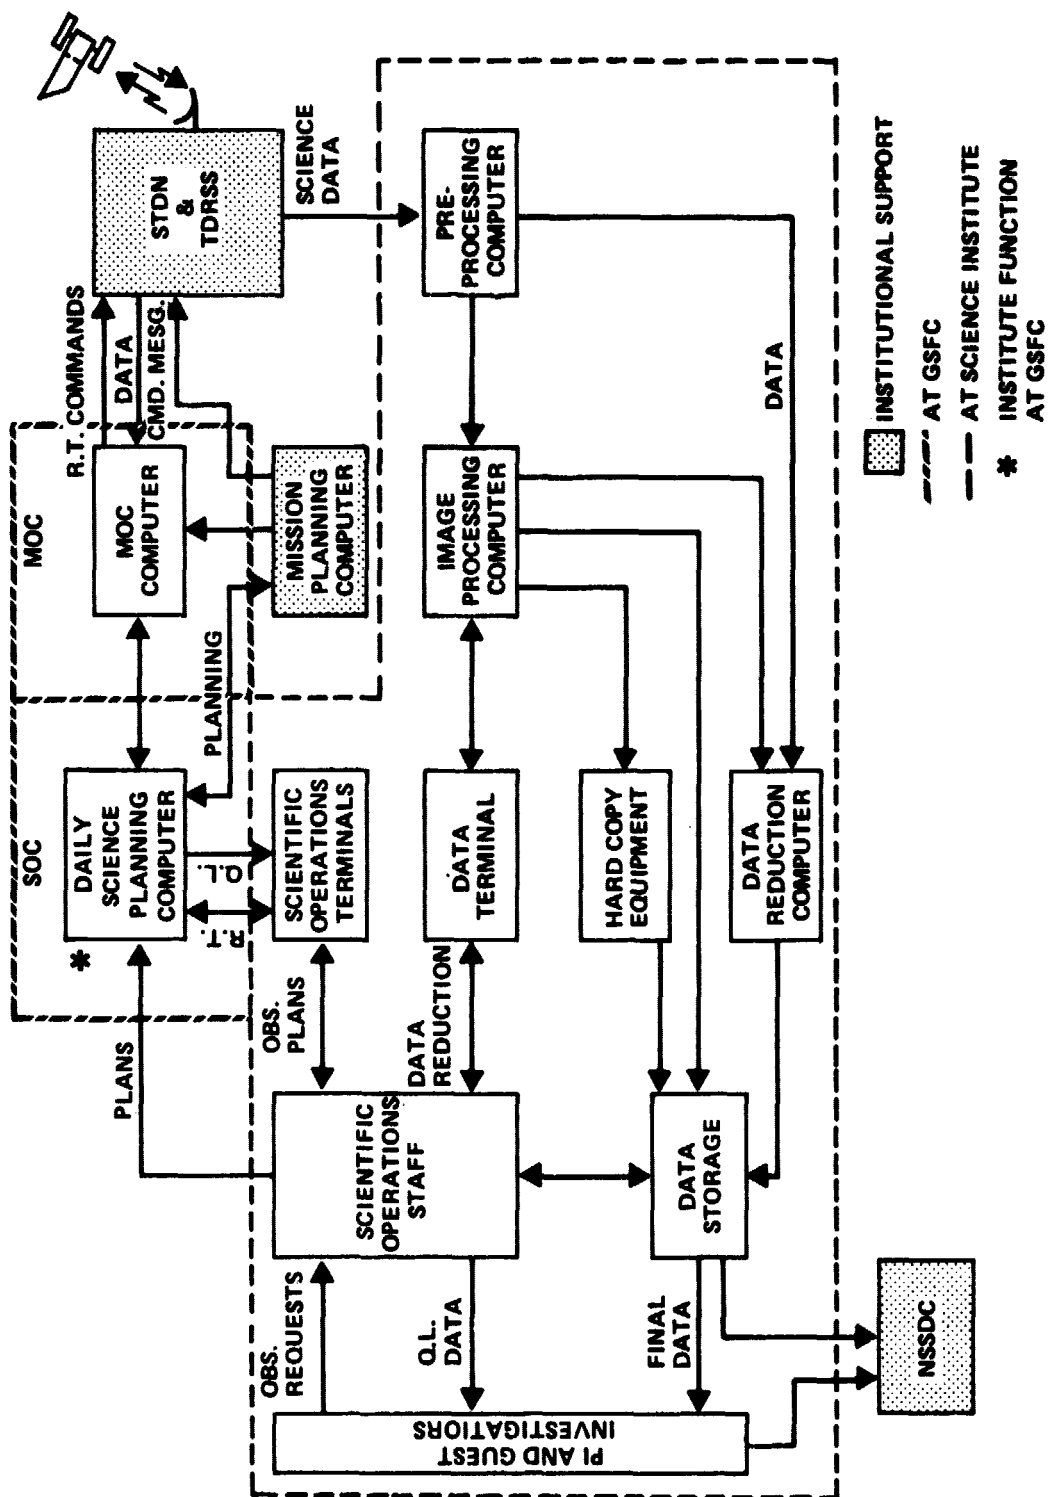 SOC
MOC
PLANS
*
DAILY
SCIENCE
PLANNING
COMPUTER
MOC
COMPUTER
R.T. COMMANDS
DATA
CMD. MESG.
STDN
&
TDRSS
R.T.
Q.L.
PLANNING
OBS.
REQUESTS
OBS.
PLANS
SCIENTIFIC
OPERATIONS
TERMINALS
MISSION
PLANNING
COMPUTER
SCIENCE
DATA
PI AND GUEST
INVESTIGATIORS
SCIENTIFIC
OPERATIONS
STAFF
Q.L.
DATA
DATA
REDUCTION
DATA
TERMINAL
IMAGE
PROCESSING
COMPUTER
PRE-
PROCESSING
COMPUTER
HARD COPY
EQUIPMENT
FINAL
DATA
DATA
STORAGE
DATA
REDUCTION
COMPUTER
DATA
NSSDC
INSTITUTIONAL SUPPORT
AT GSFC
AT SCIENCE INSTITUTE
* INSTITUTE FUNCTION
AT GSFC